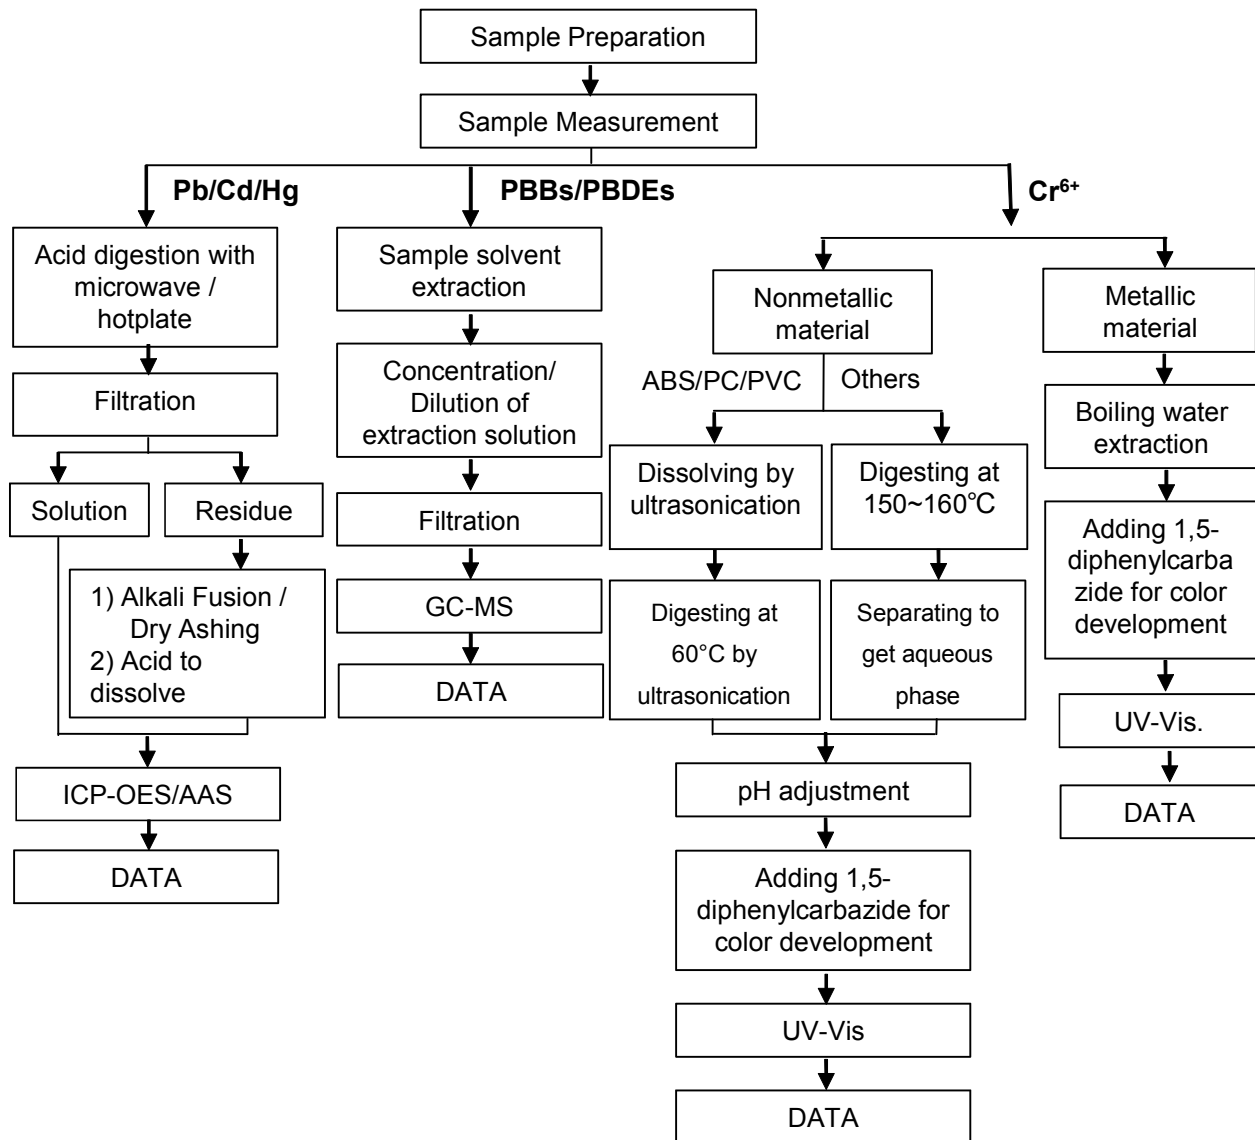 Sample Preparation
Sample Measurement
Pb/Cd/Hg
PBBs/PBDEs
Cr⁶⁺
Acid digestion with
microwave /
hotplate
Filtration
Solution
Residue
1) Alkali Fusion /
Dry Ashing
2) Acid to
dissolve
ICP-OES/AAS
DATA
Sample solvent
extraction
Concentration/
Dilution of
extraction solution
Filtration
GC-MS
DATA
Nonmetallic
material
ABS/PC/PVC
Others
Dissolving by
ultrasonication
Digesting at
60°C by
ultrasonication
Digesting at
150~160℃
Separating to
get aqueous
phase
pH adjustment
Adding 1,5-
diphenylcarbazide for
color development
UV-Vis
DATA
Metallic
material
Boiling water
extraction
Adding 1,5-
diphenylcarba
zide for color
development
UV-Vis.
DATA